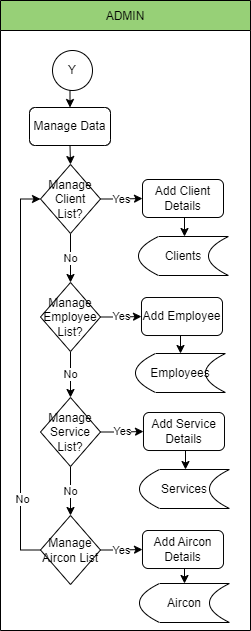 ADMIN
Y
Manage Data
Manage
Client
List?
Yes
Add Client
Details
Clients
No
Manage
Employee
List?
Yes
Add Employee
Employees
No
Manage
Service
List?
Yes
Add Service
Details
Services
No
No
Manage
Aircon List
Yes
Add Aircon
Details
Aircon